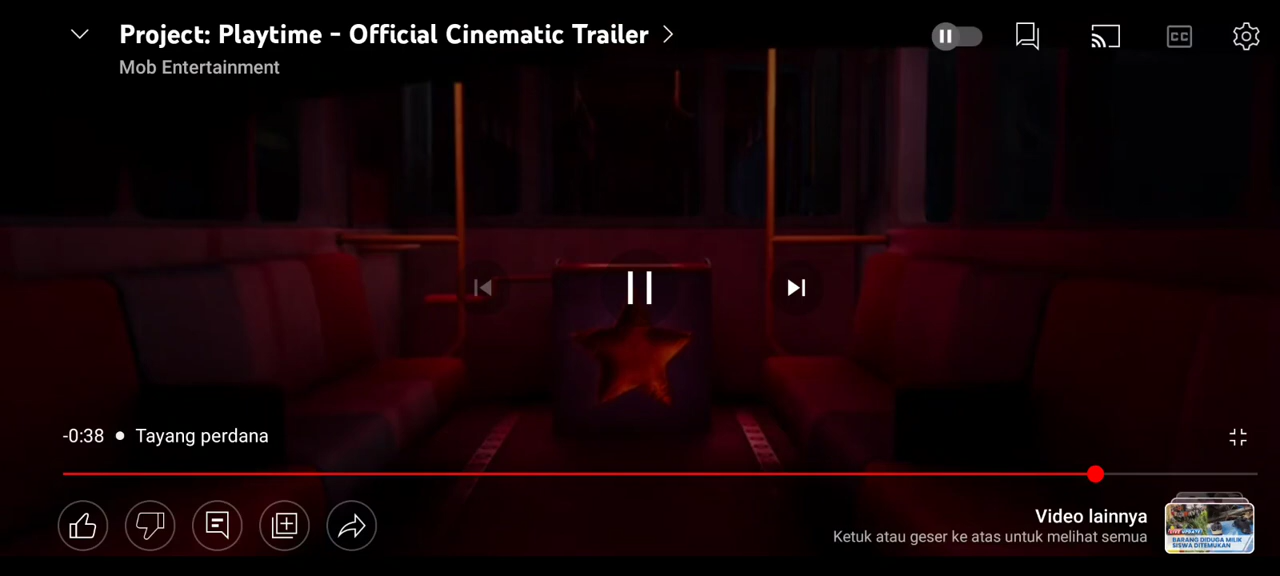 Project: Playtime - Official Cinematic Trailer
Mob Entertainment
CC
-0:38 • Tayang perdana
Video lainnya
Ketuk atau geser ke atas untuk melihat semua
BARANG DIDUGA MILIK
SISWA DITEMUKAN